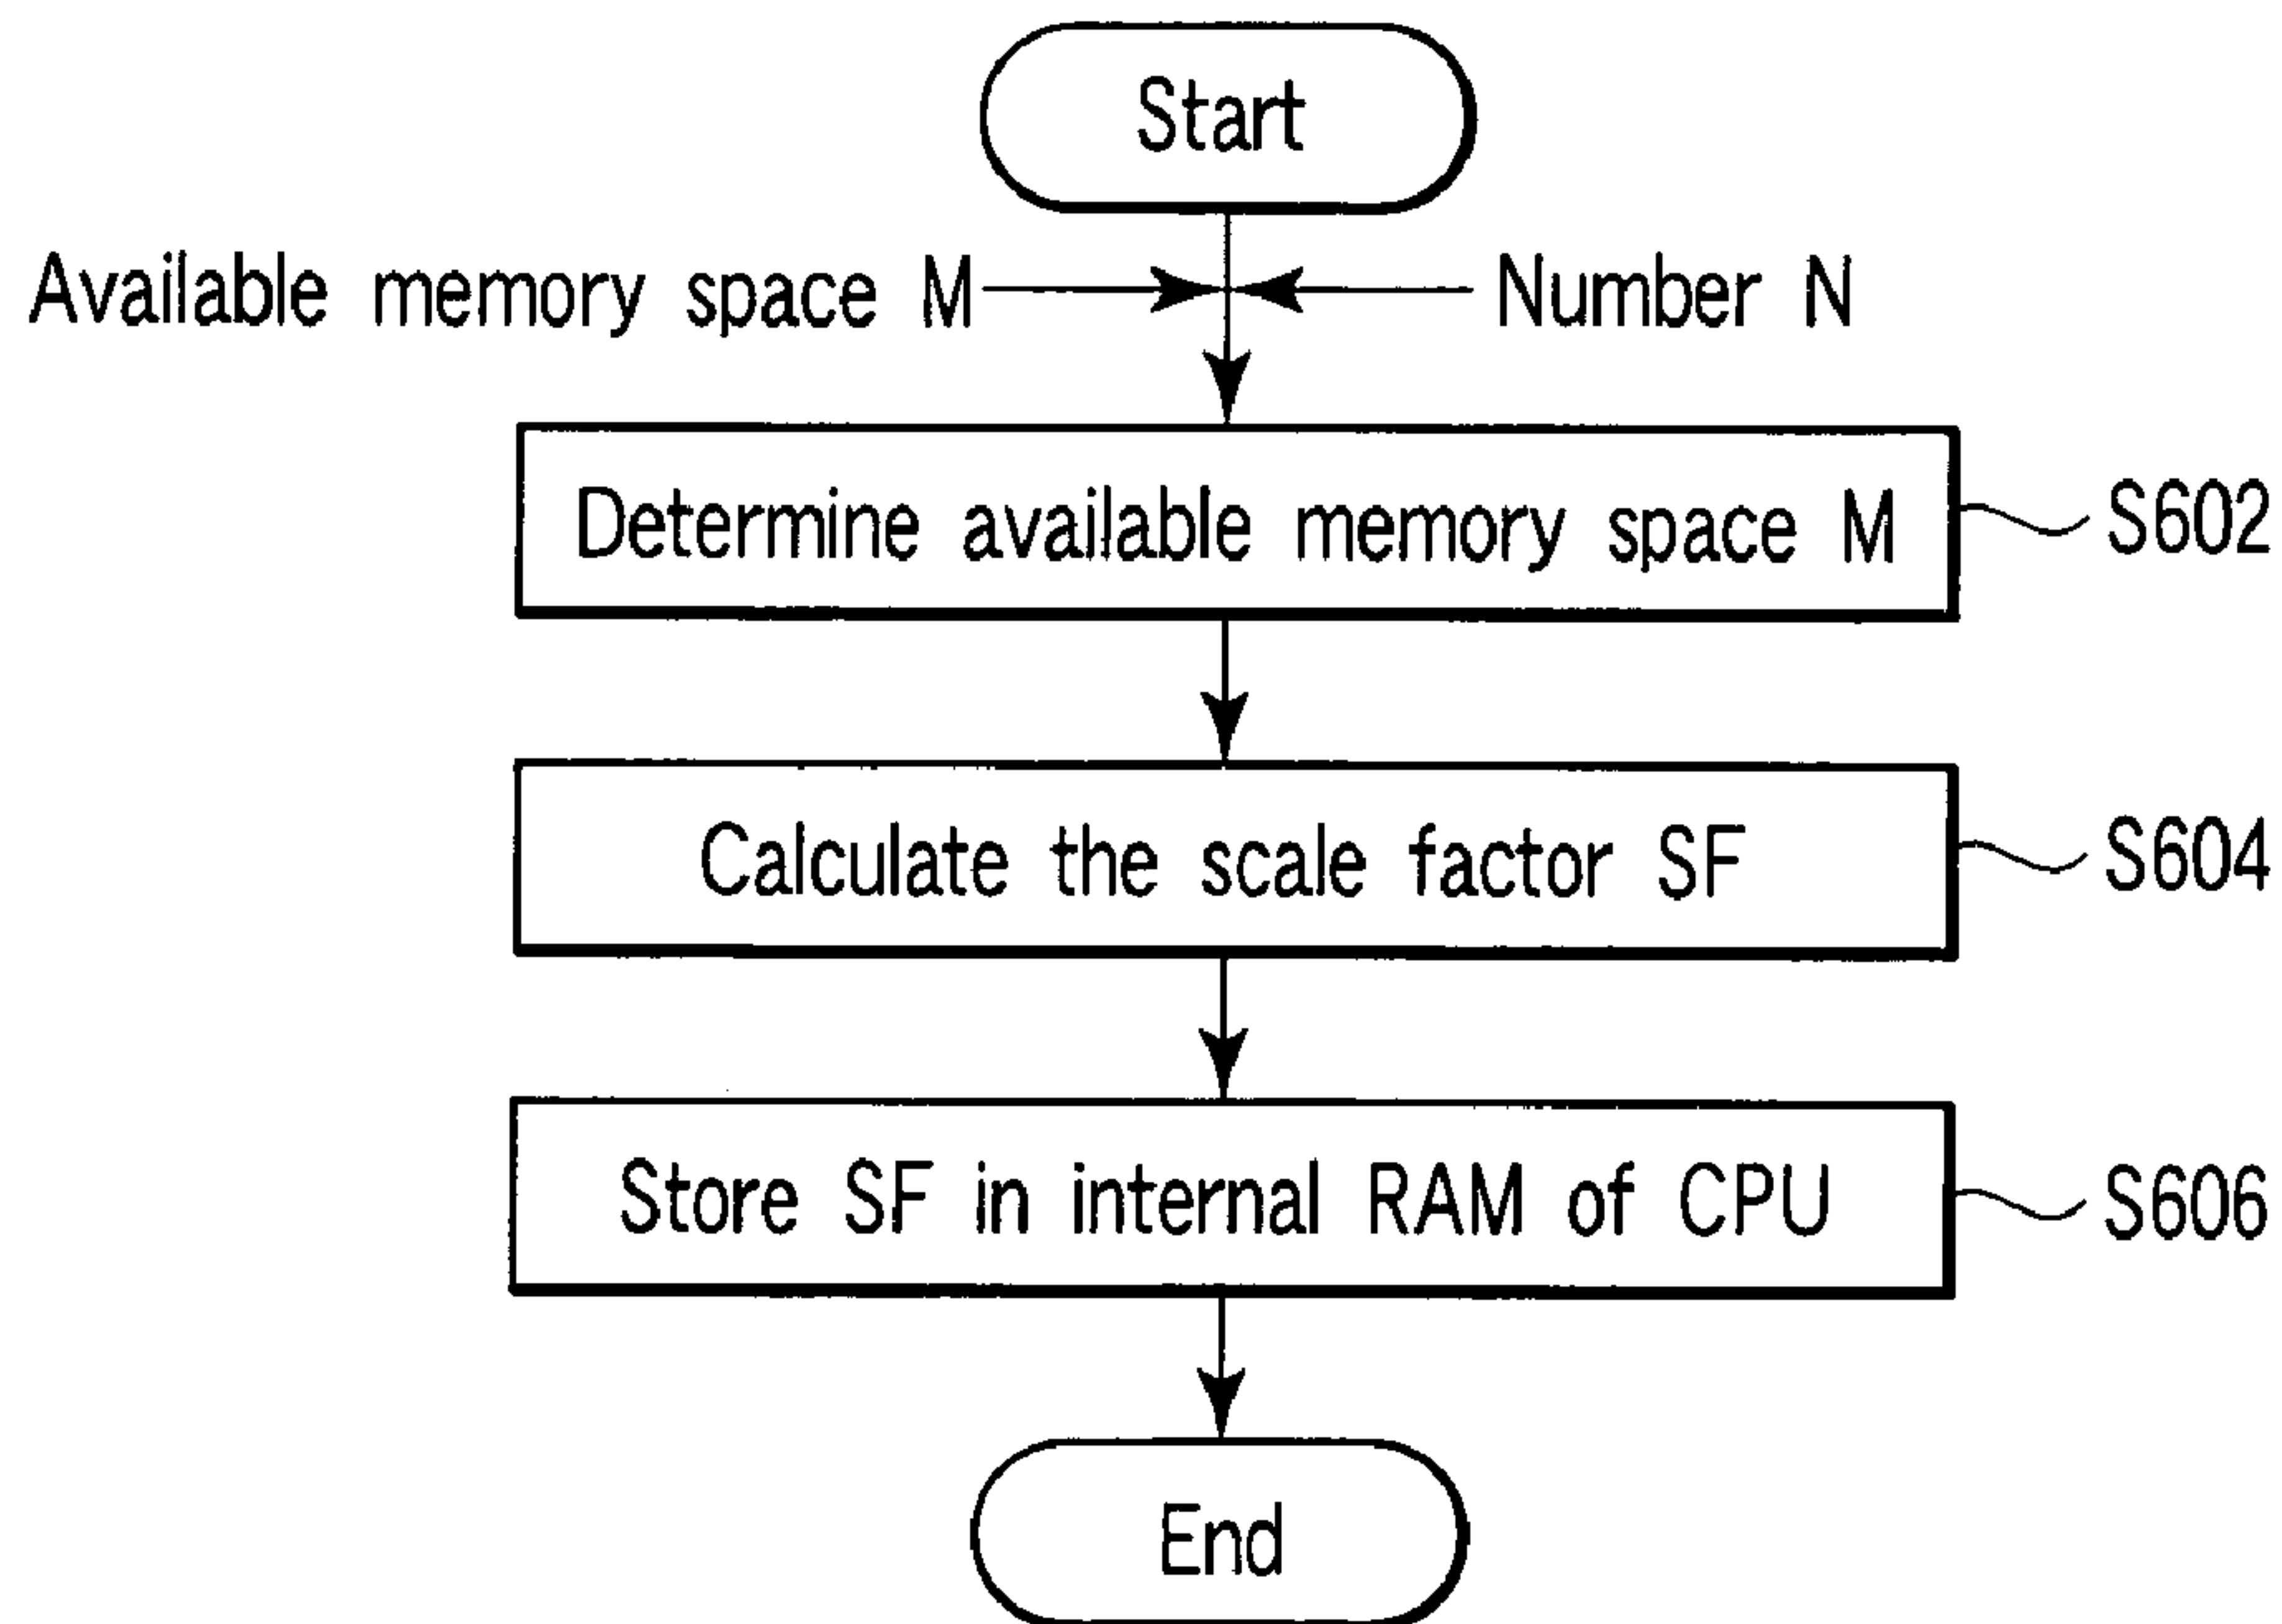 Start
Available memory space M
Number N
Determine available memory space M
S602
Calculate the scale factor SF
S604
Store SF in internal RAM of CPU
S606
End